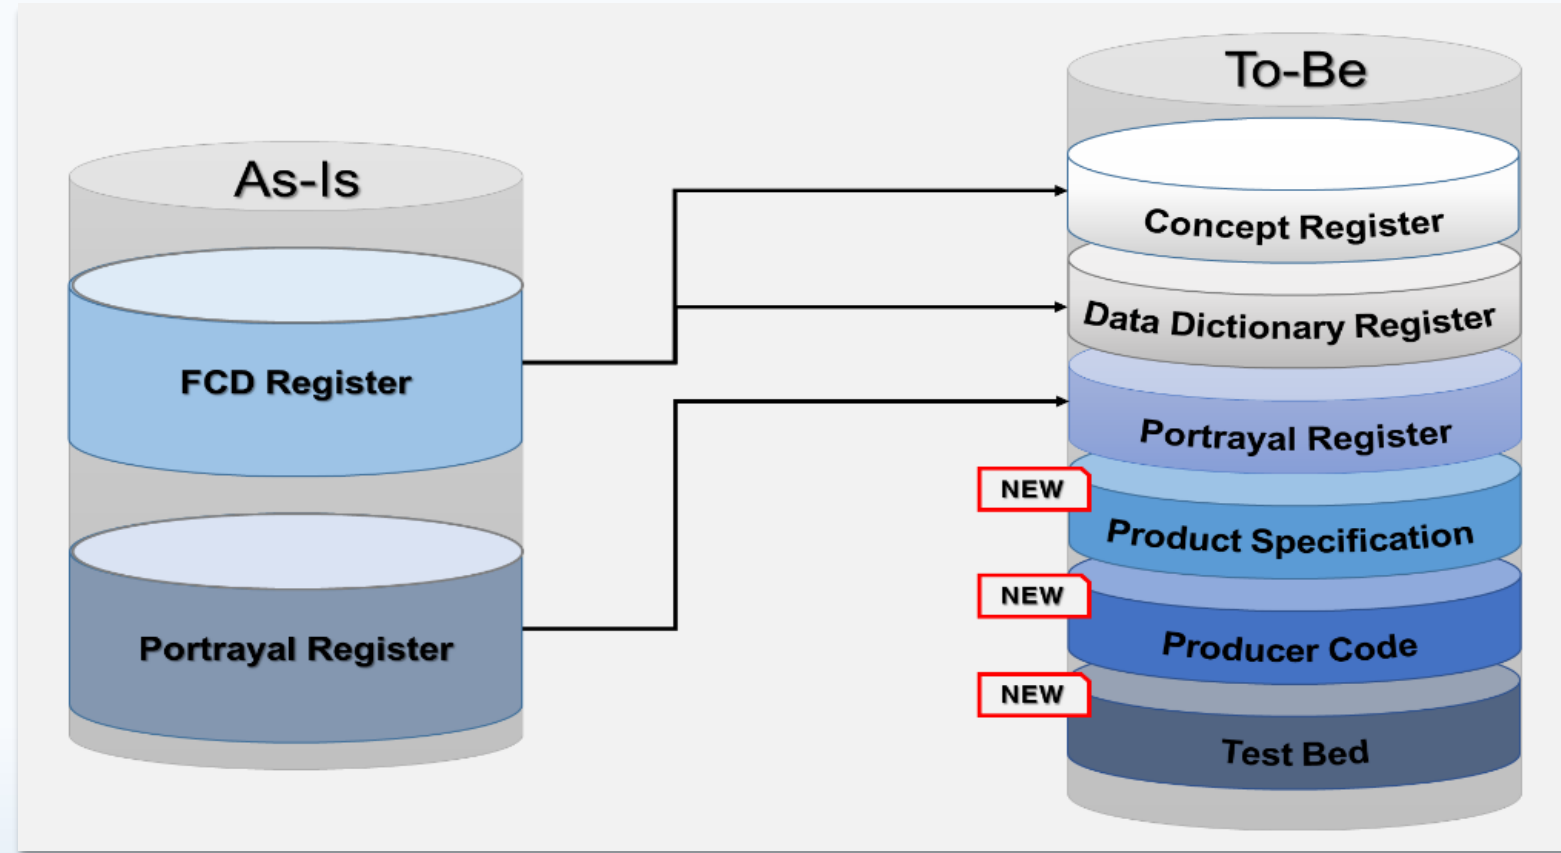 As-Is
FCD Register
Portrayal Register
To-Be
Concept Register
Data Dictionary Register
Portrayal Register
NEW
Product Specification
NEW
Producer Code
NEW
Test Bed